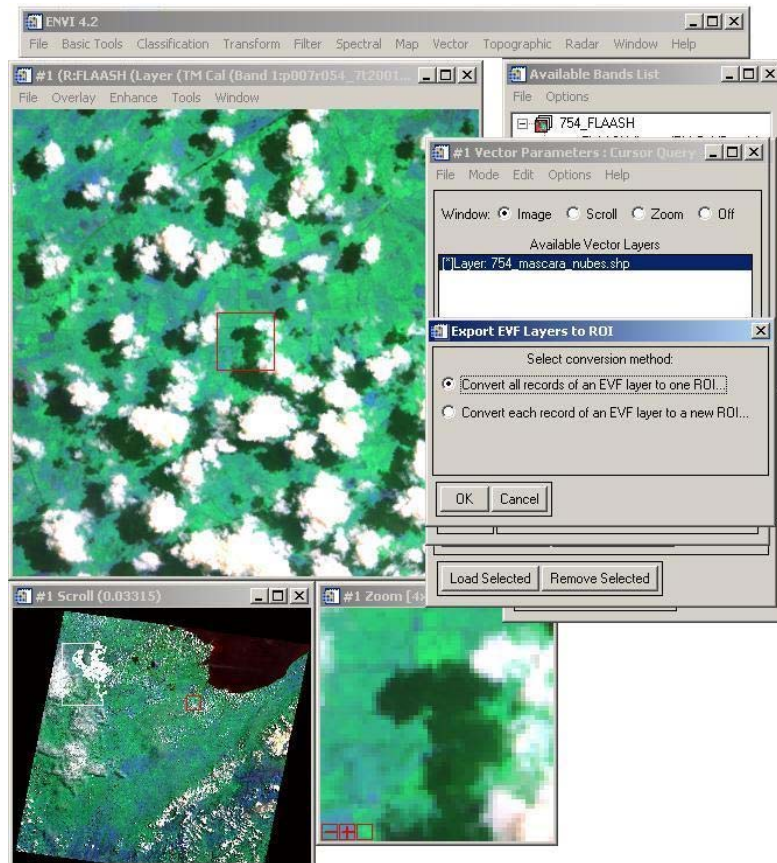 ENVI 4.2
File Basic Tools Classification Transform Filter Spectral Map Vector Topographic Radar Window Help
#1 (R:FLAASH (Layer (TM Cal (Band 1:p007r054_7t2001...
File Overlay Enhance Tools Window
Available Bands List
File Options
754_FLAASH
#1 Vector Parameters : Cursor Query
File Mode Edit Options Help
Window: Image Scroll Zoom Off
Available Vector Layers
[*]Layer: 754_mascara_nubes.shp
Export EVF Layers to ROI
Select conversion method:
Convert all records of an EVF layer to one ROI...
Convert each record of an EVF layer to a new ROI...
OK Cancel
Load Selected Remove Selected
#1 Scroll (0.03315)
#1 Zoom [4x